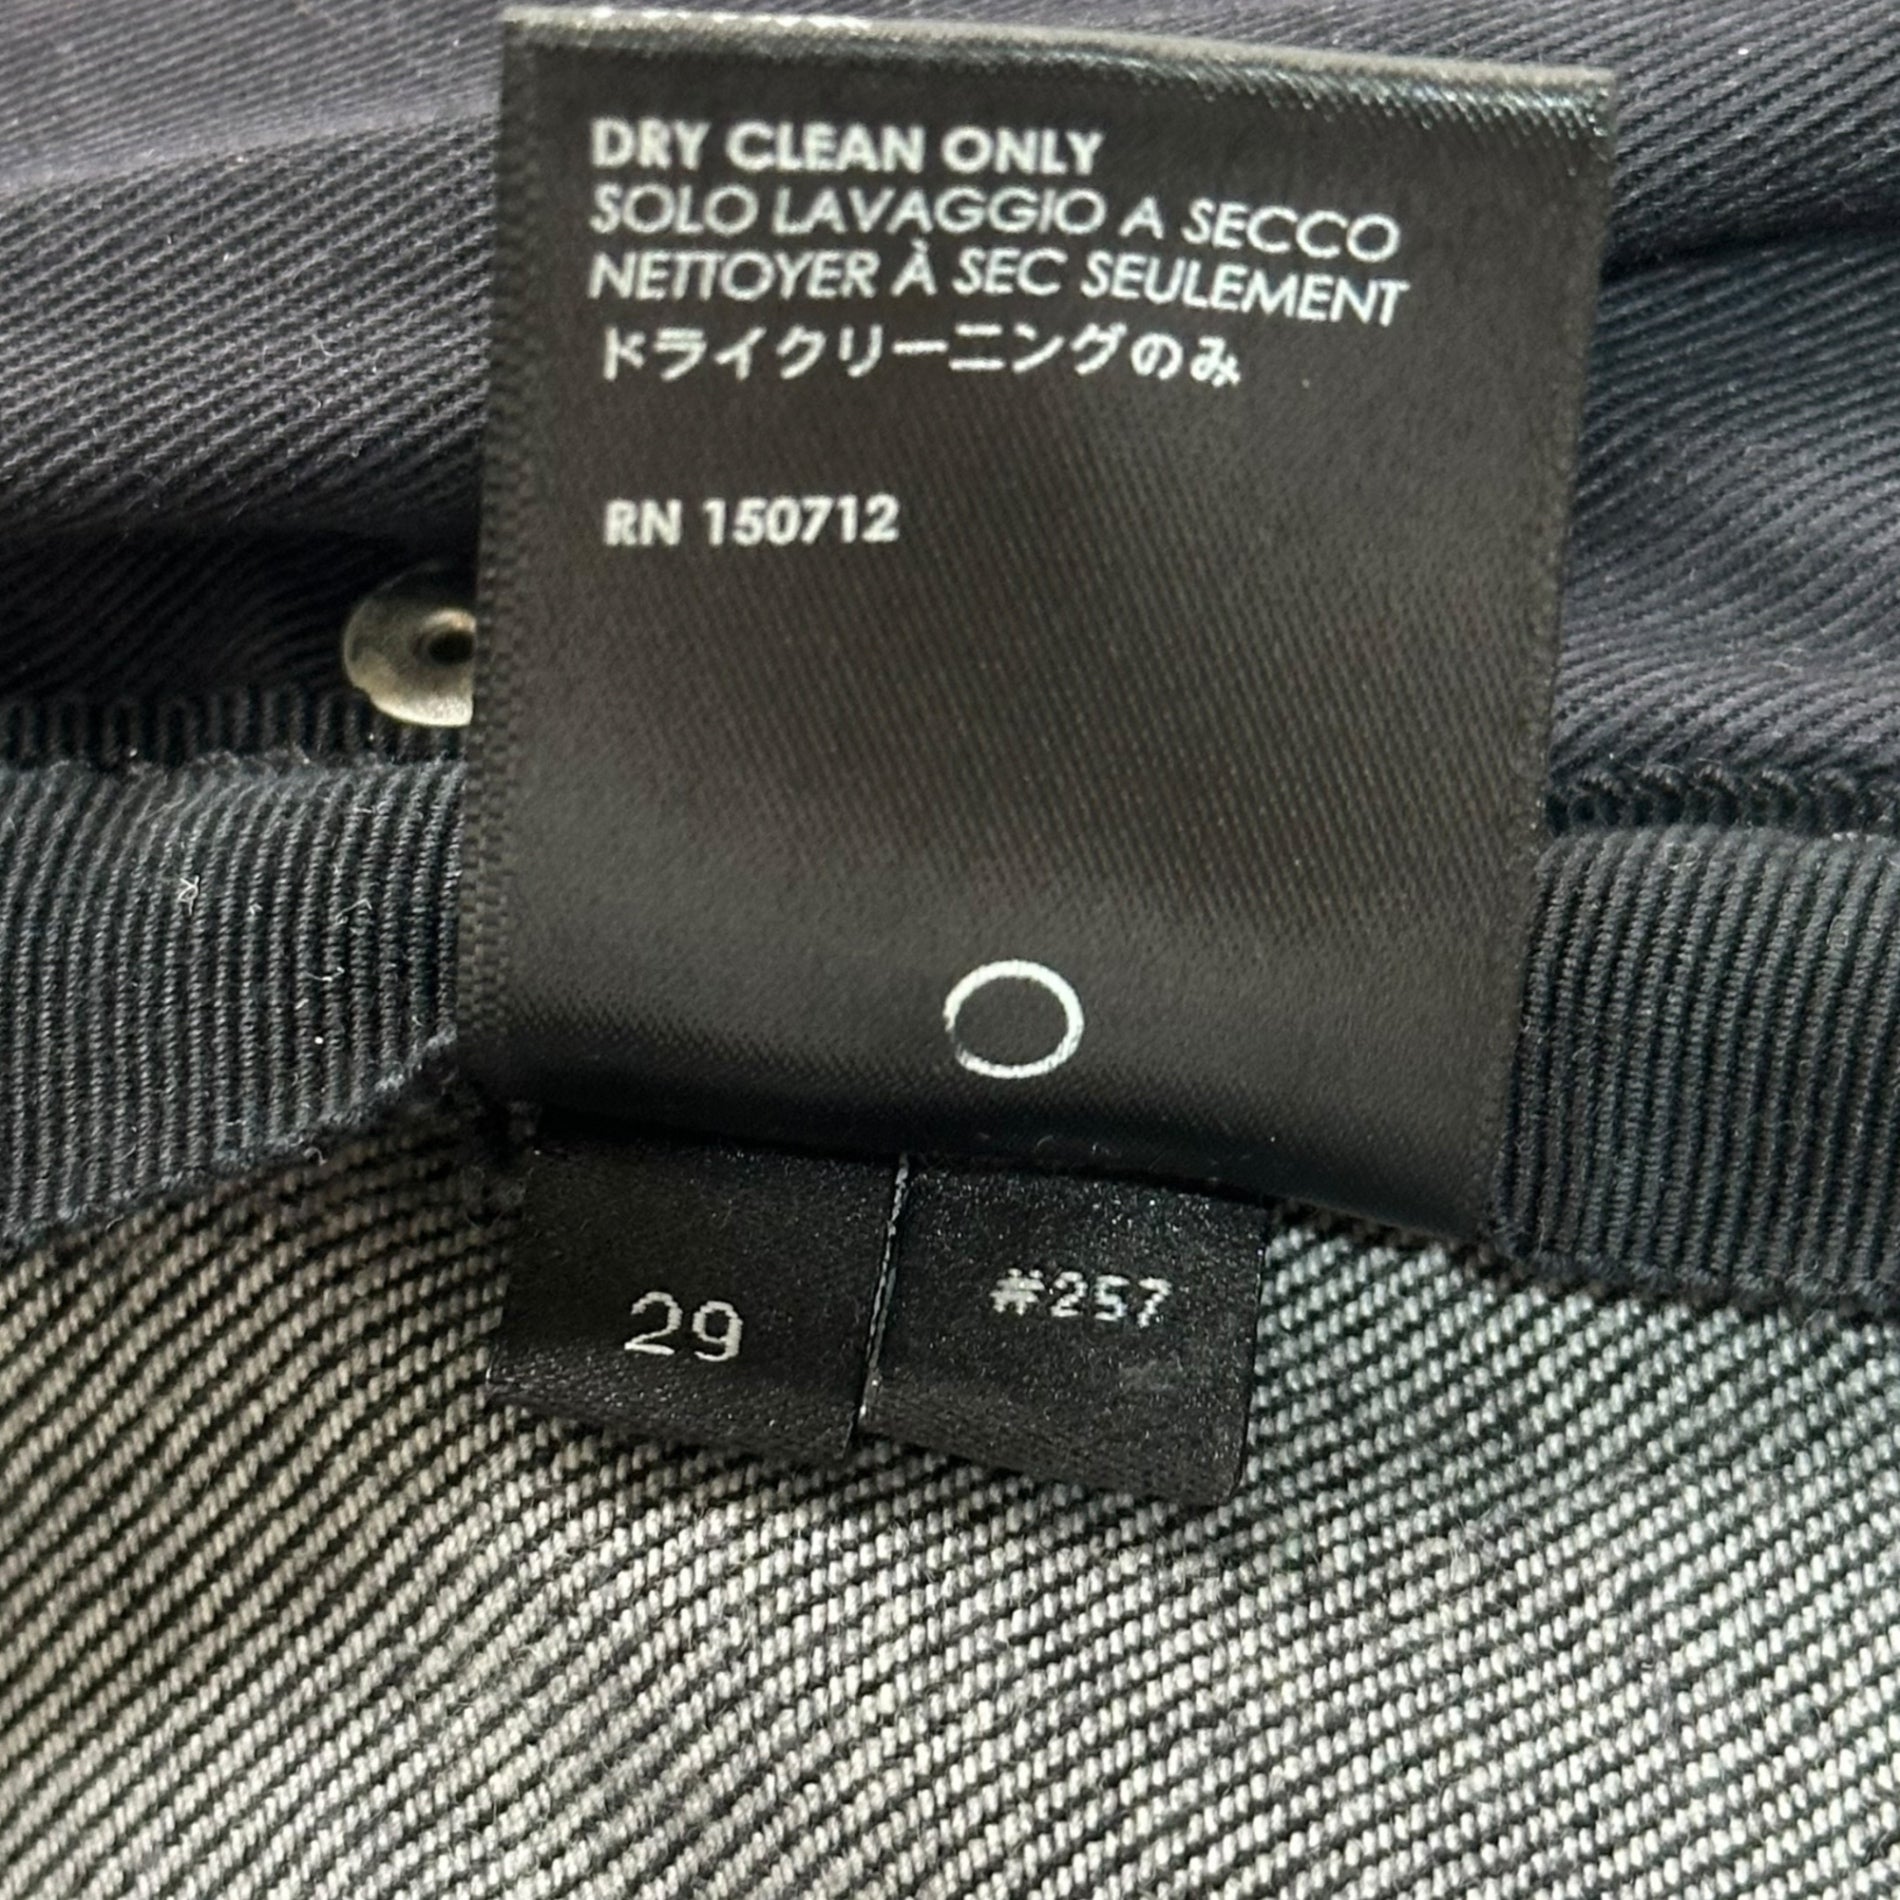 DRY CLEAN ONLY
SOLO LAVAGGIO A SECCO
NETTOYER À SEC SEULEMENT
ドライクリーニングのみ
RN 150712
29
#257